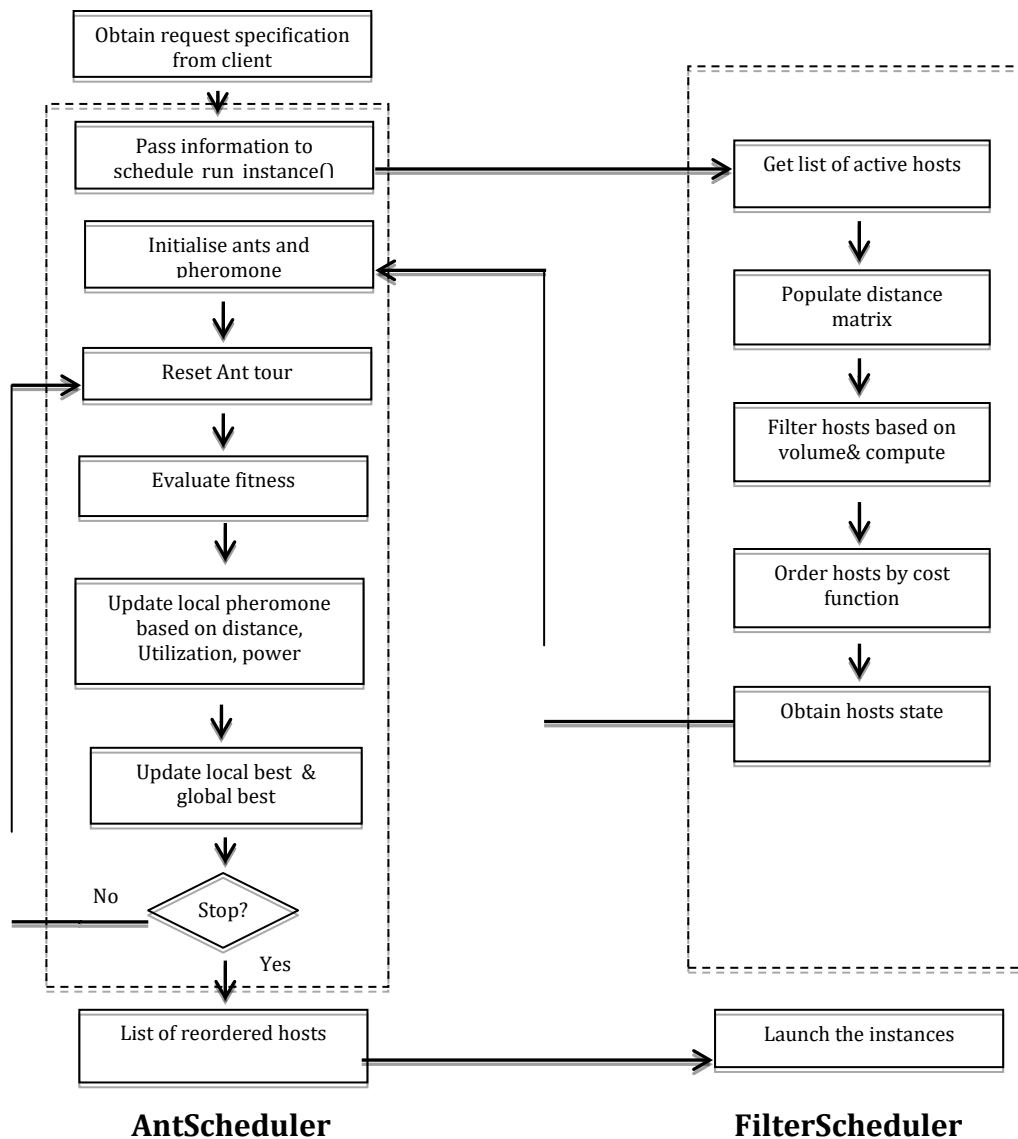 Obtain request specification
from client
Pass information to
schedule_run_instance()
Initialise ants and
pheromone
Reset Ant tour
Evaluate fitness
Update local pheromone
based on distance,
Utilization, power
Update local best & 
global best
No
Stop?
Yes
List of reordered hosts
AntScheduler
Get list of active hosts
Populate distance
matrix
Filter hosts based on
volume& compute
Order hosts by cost
function
Obtain hosts state
Launch the instances
FilterScheduler